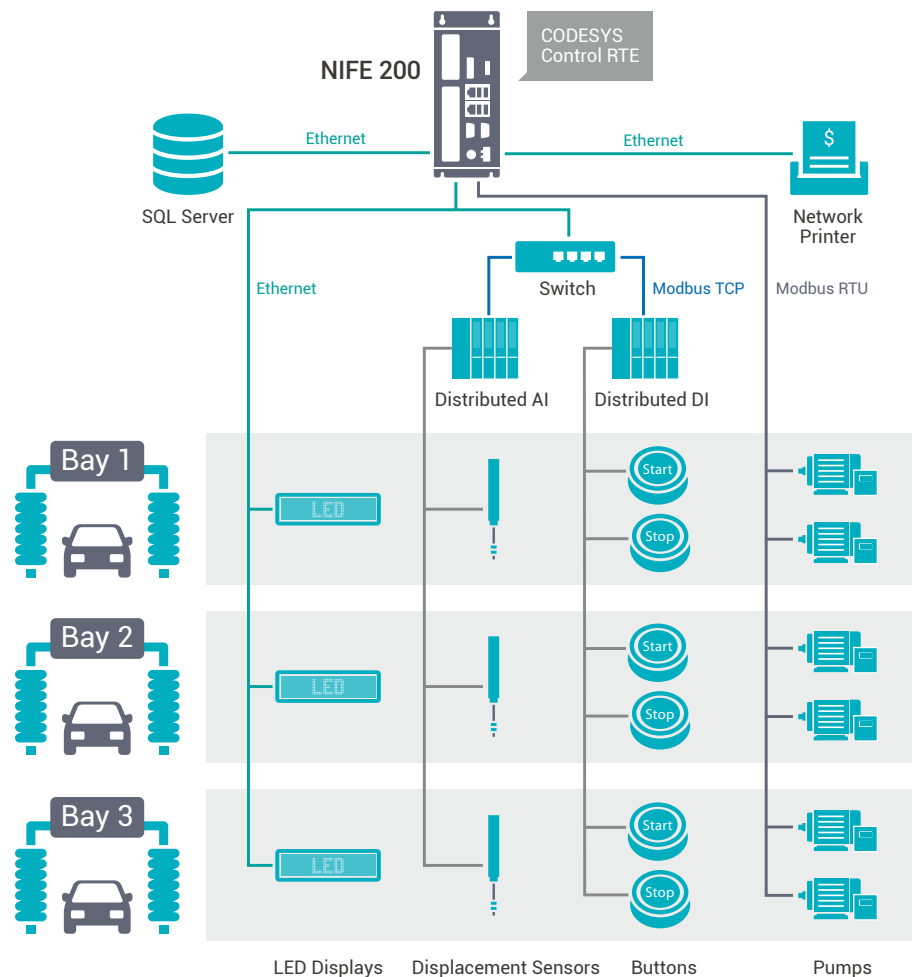 CODESYS
Control RTE
NIFE 200
Ethernet
Ethernet
$
SQL Server
Network
Printer
Ethernet
Switch
Modbus TCP
Modbus RTU
Distributed AI
Distributed DI
Bay 1
LED
Start
Stop
Bay 2
LED
Start
Stop
Bay 3
LED
Start
Stop
LED Displays
Displacement Sensors
Buttons
Pumps